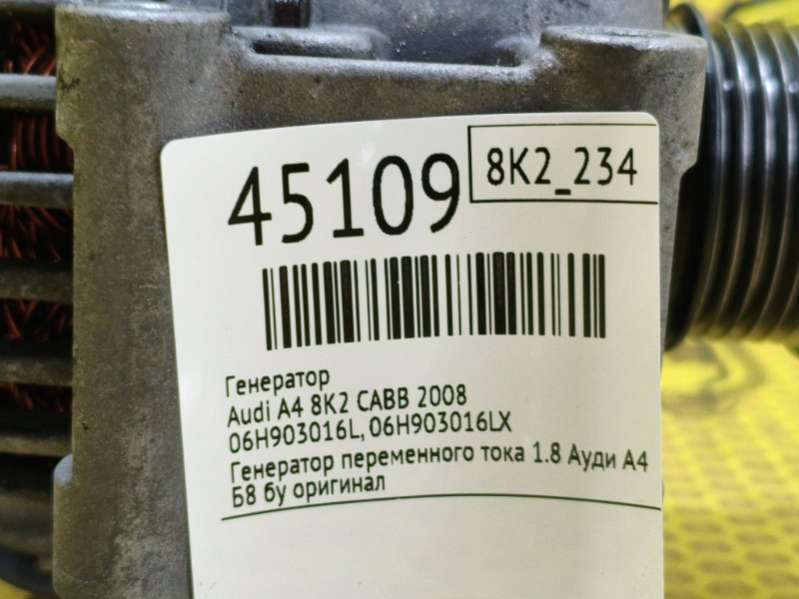 45109
8K2_234
Генератор
Audi A4 8K2 CABB 2008
06H903016L, 06H903016LX
Генератор переменного тока 1.8 Ауди А4
Б8 бу оригинал